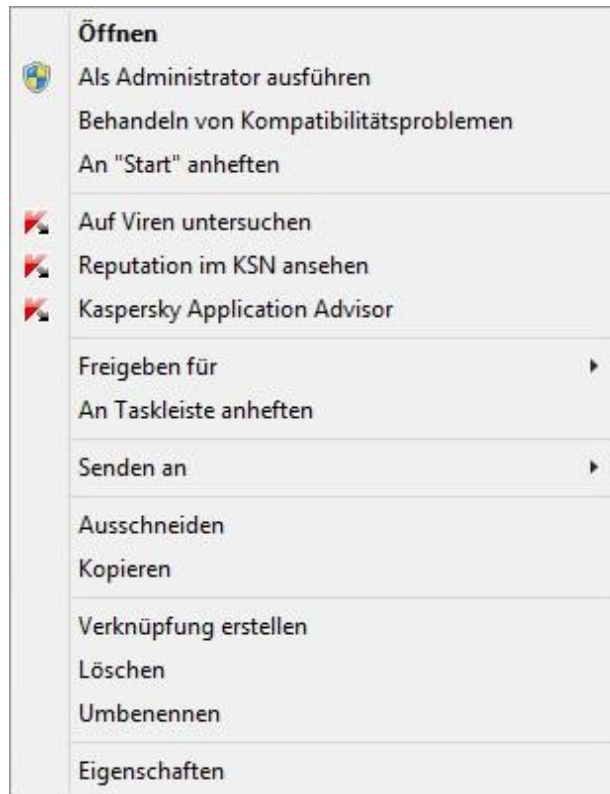 Öffnen
Als Administrator ausführen
Behandeln von Kompatibilitätsproblemen
An "Start" anheften
Auf Viren untersuchen
Reputation im KSN ansehen
Kaspersky Application Advisor
Freigeben für
An Taskleiste anheften
Senden an
Ausschneiden
Kopieren
Verknüpfung erstellen
Löschen
Umbenennen
Eigenschaften